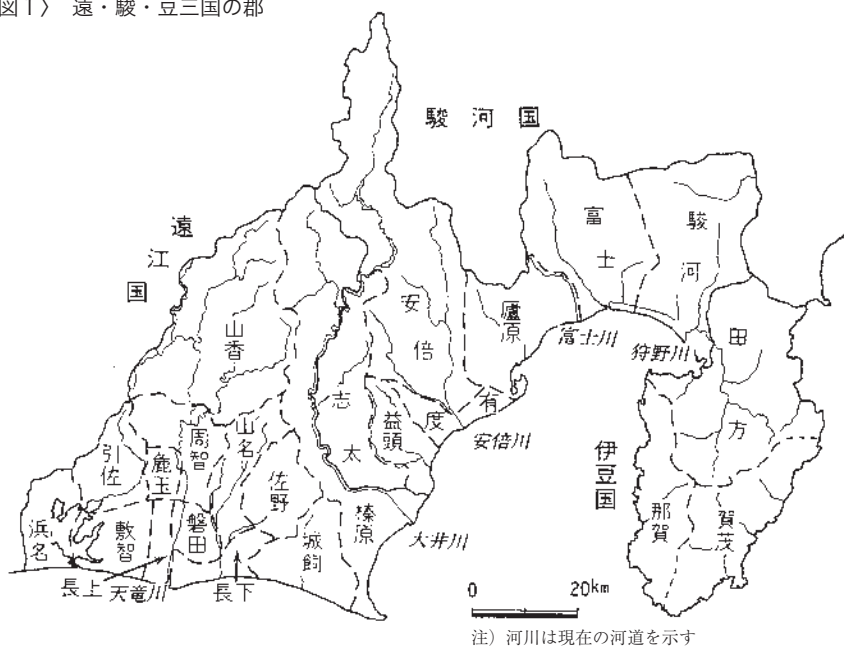 図1〉 遠・駿・豆三国の郡
駿河国
遠江国
伊豆国
富士
駿河
安倍
廬原
山香
富士川
狩野川
田方
志太
益頭
有度
安倍川
引佐
麁玉
周智
山名
佐野
城飼
榛原
大井川
那賀
賀茂
浜名
敷智
磐田
長上
天竜川
長下
0 20km
注）河川は現在の河道を示す